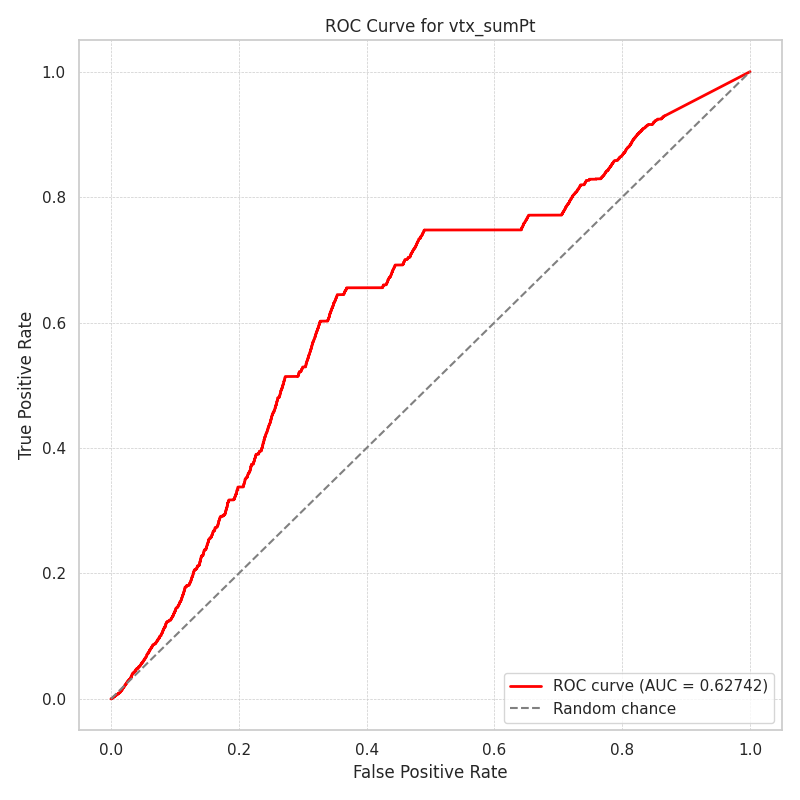 ROC Curve for vtx_sumPt
True Positive Rate
1.0
0.8
0.6
0.4
0.2
0.0
0.0 0.2 0.4 0.6 0.8 1.0
False Positive Rate
ROC curve (AUC = 0.62742)
Random chance